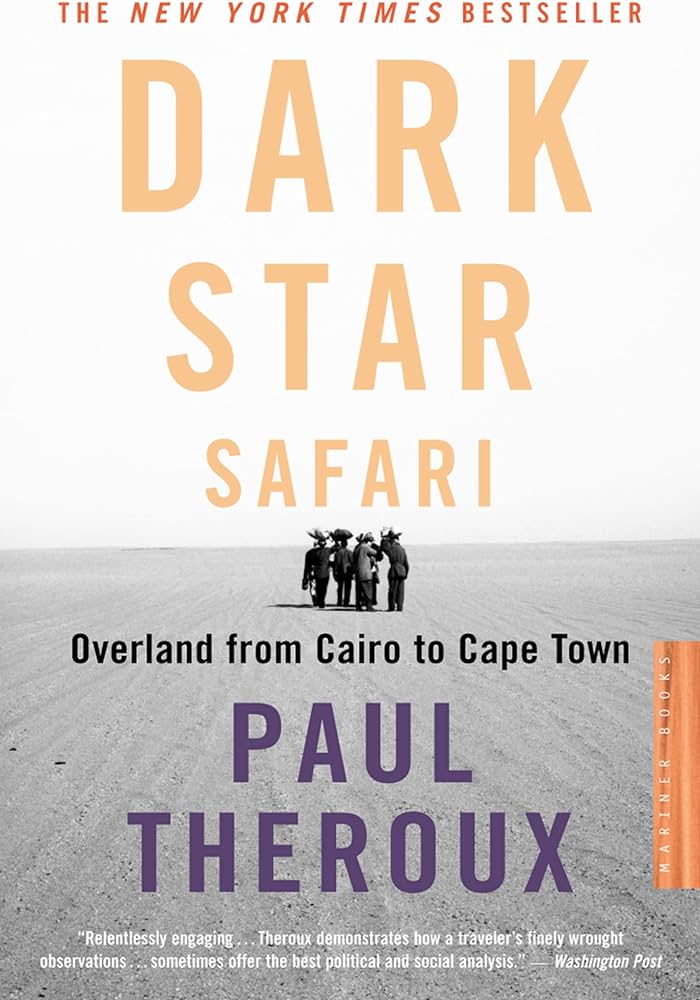 THE NEW YORK TIMES BESTSELLER
DARK
STAR
SAFARI
Overland from Cairo to Cape Town
PAUL
THEROUX
MARINER BOOKS
“Relentlessly engaging . . . Theroux demonstrates how a traveler’s finely wrought
observations . . . sometimes offer the best political and social analysis.” — Washington Post